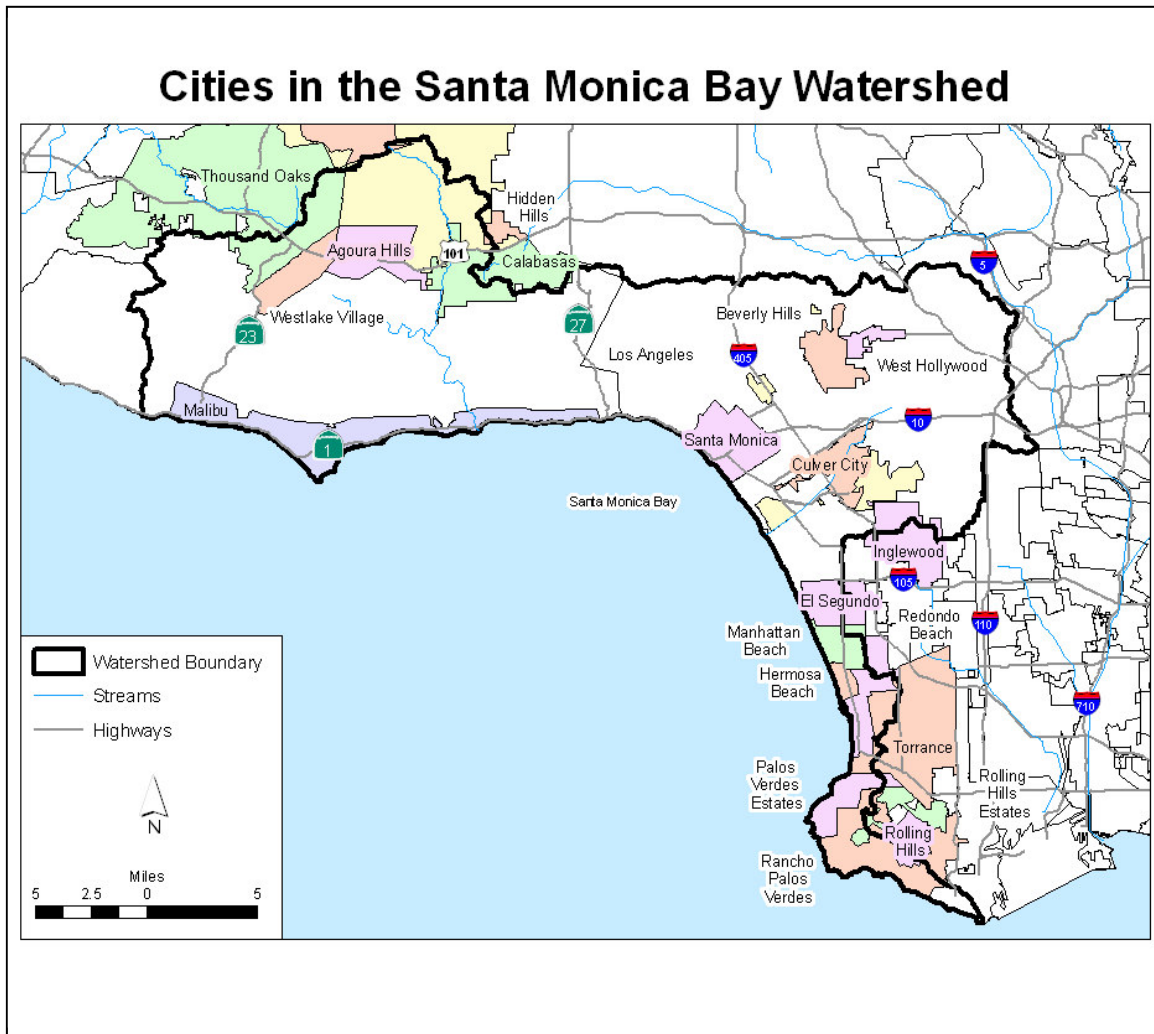 Cities in the Santa Monica Bay Watershed
Thousand Oaks
Hidden
Hills
Agoura Hills
101
Calabasas
5
Westlake Village
23
27
Beverly Hills
Los Angeles
405
West Hollywood
Malibu
1
Santa Monica
10
Culver City
Santa Monica Bay
Inglewood
105
El Segundo
Redondo
Beach
110
Manhattan
Beach
Hermosa
Beach
710
Torrance
Palos
Verdes
Estates
Rolling
Hills
Estates
Rolling
Hills
Rancho
Palos
Verdes
Watershed Boundary
Streams
Highways
N
Miles
5 2.5 0 5